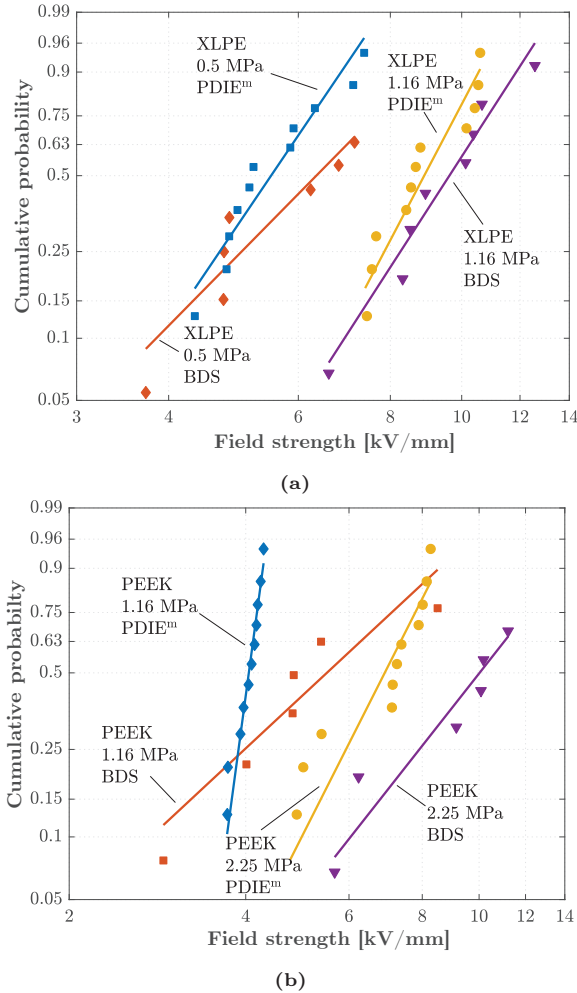 0.99
0.96
0.9
0.75
0.63
0.5
0.25
0.15
0.1
0.05
Cumulative probability
XLPE
0.5 MPa
PDIEᵐ
XLPE
1.16 MPa
PDIEᵐ
XLPE
1.16 MPa
BDS
XLPE
0.5 MPa
BDS
3 4 6 8 10 12 14
Field strength [kV/mm]
(a)
0.99
0.96
0.9
0.75
0.63
0.5
0.25
0.15
0.1
0.05
Cumulative probabilty
PEEK
1.16 MPa
PDIEᵐ
PEEK
1.16 MPa
BDS
PEEK
2.25 MPa
PDIEᵐ
PEEK
2.25 MPa
BDS
2 4 6 8 10 12 14
Field strength [kV/mm]
(b)